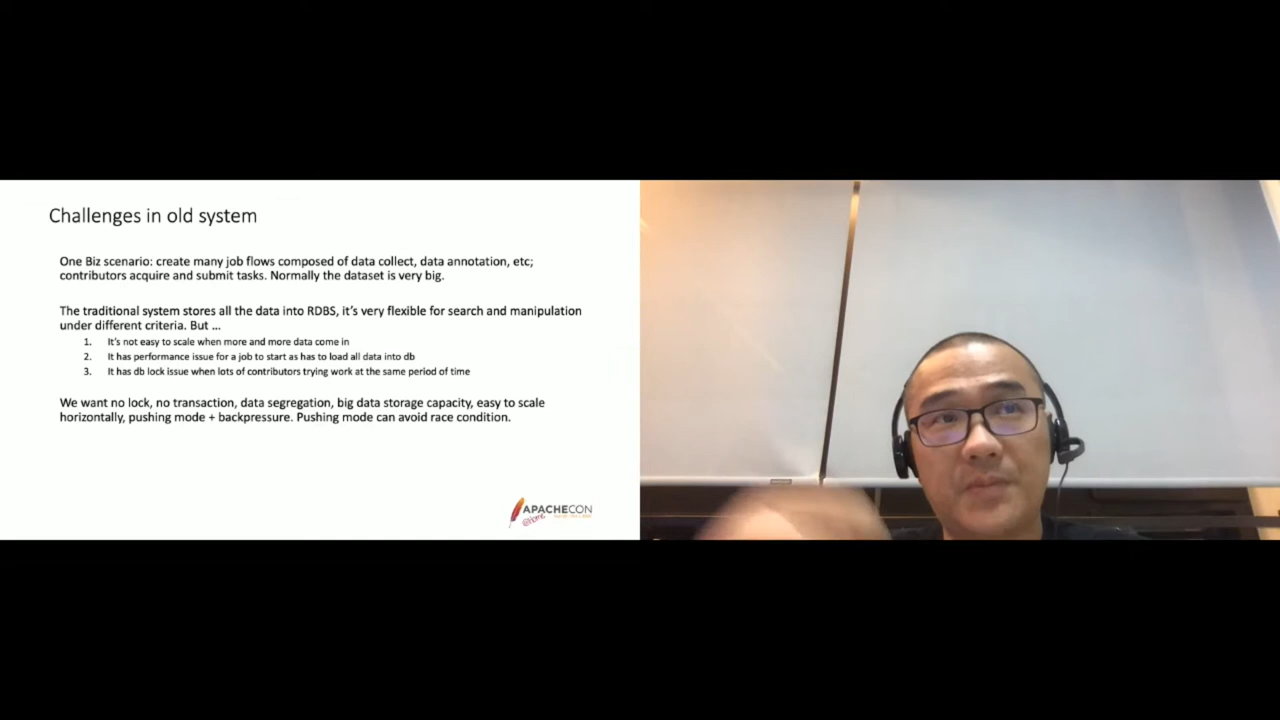 Challenges in old system
One Biz scenario: create many job flows composed of data collect, data annotation, etc;
contributors acquire and submit tasks. Normally the dataset is very big.
The traditional system stores all the data into RDBS, it's very flexible for search and manipulation
under different criteria. But ...
1. It's not easy to scale when more and more data come in
2. It has performance issue for a job to start as has to load all data into db
3. It has db lock issue when lots of contributors trying work at the same period of time
We want no lock, no transaction, data segregation, big data storage capacity, easy to scale
horizontally, pushing mode + backpressure. Pushing mode can avoid race condition.
APACHECON
@Home